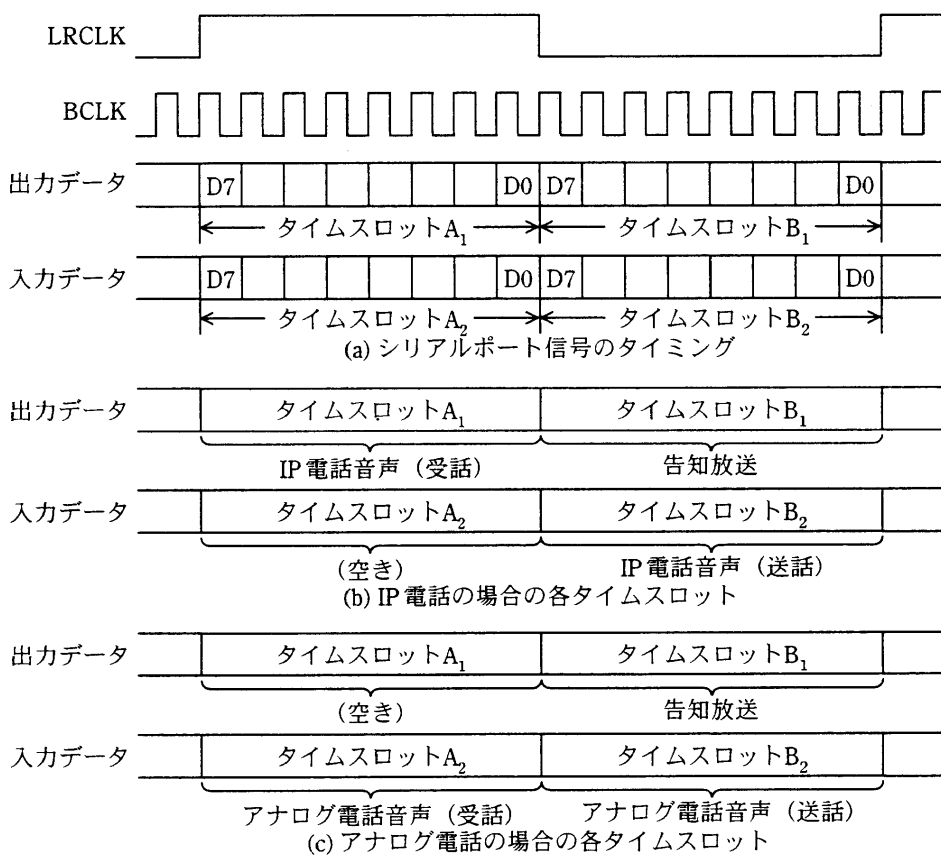 LRCLK
BCLK
出力データ D7 D0 D7 D0
タイムスロットA₁ タイムスロットB₁
入力データ D7 D0 D7 D0
タイムスロットA₂ タイムスロットB₂
(a) シリアルポート信号のタイミング
出力データ タイムスロットA₁ タイムスロットB₁
IP電話音声（受話） 告知放送
入力データ タイムスロットA₂ タイムスロットB₂
(空き) IP電話音声（送話）
(b) IP電話の場合の各タイムスロット
出力データ タイムスロットA₁ タイムスロットB₁
(空き) 告知放送
入力データ タイムスロットA₂ タイムスロットB₂
アナログ電話音声（受話） アナログ電話音声（送話）
(c) アナログ電話の場合の各タイムスロット